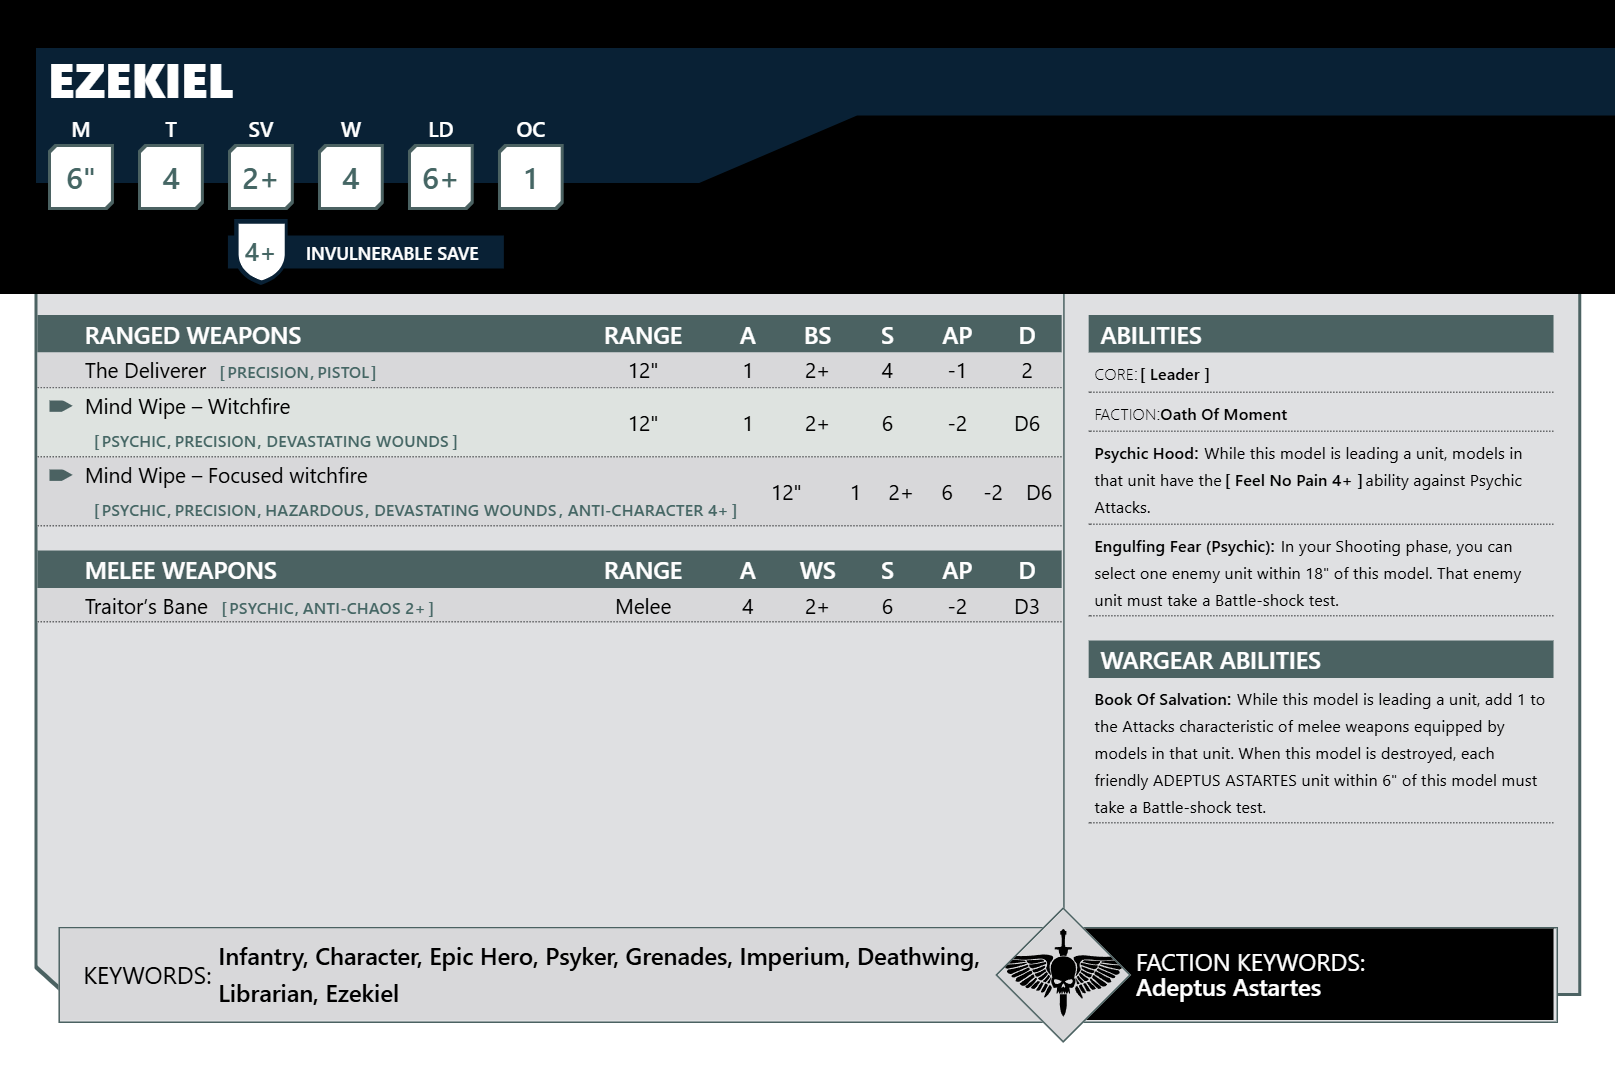 EZEKIEL
M T SV W LD OC
6" 4 2+ 4 6+ 1
4+ INVULNERABLE SAVE
RANGED WEAPONS RANGE A BS S AP D
The Deliverer [PRECISION, PISTOL] 12" 1 2+ 4 -1 2
Mind Wipe – Witchfire
[PSYCHIC, PRECISION, DEVASTATING WOUNDS] 12" 1 2+ 6 -2 D6
Mind Wipe – Focused witchfire
[PSYCHIC, PRECISION, HAZARDOUS, DEVASTATING WOUNDS, ANTI-CHARACTER 4+] 12" 1 2+ 6 -2 D6
MELEE WEAPONS RANGE A WS S AP D
Traitor’s Bane [PSYCHIC, ANTI-CHAOS 2+] Melee 4 2+ 6 -2 D3
ABILITIES
CORE: [ Leader ]
FACTION: Oath Of Moment
Psychic Hood: While this model is leading a unit, models in
that unit have the [ Feel No Pain 4+ ] ability against Psychic
Attacks.
Engulfing Fear (Psychic): In your Shooting phase, you can
select one enemy unit within 18" of this model. That enemy
unit must take a Battle-shock test.
WARGEAR ABILITIES
Book Of Salvation: While this model is leading a unit, add 1 to
the Attacks characteristic of melee weapons equipped by
models in that unit. When this model is destroyed, each
friendly ADEPTUS ASTARTES unit within 6" of this model must
take a Battle-shock test.
KEYWORDS: Infantry, Character, Epic Hero, Psyker, Grenades, Imperium, Deathwing,
Librarian, Ezekiel
FACTION KEYWORDS:
Adeptus Astartes